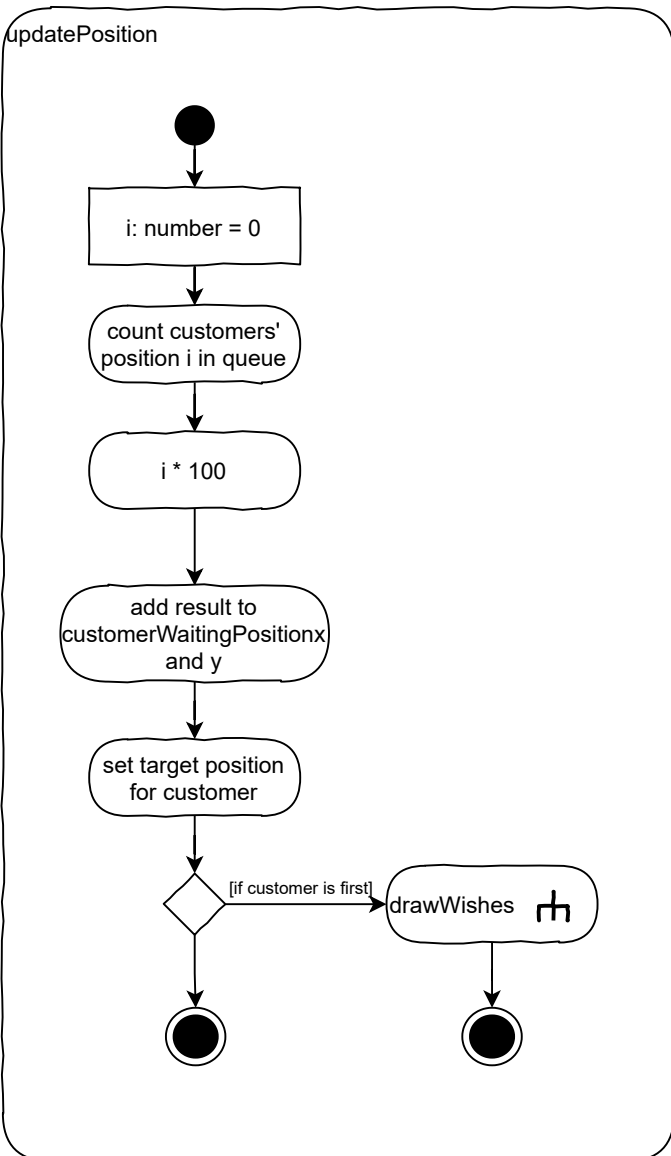 updatePosition
i: number = 0
count customers'
position i in queue
i * 100
add result to
customerWaitingPositionx
and y
set target position
for customer
[if customer is first]
drawWishes